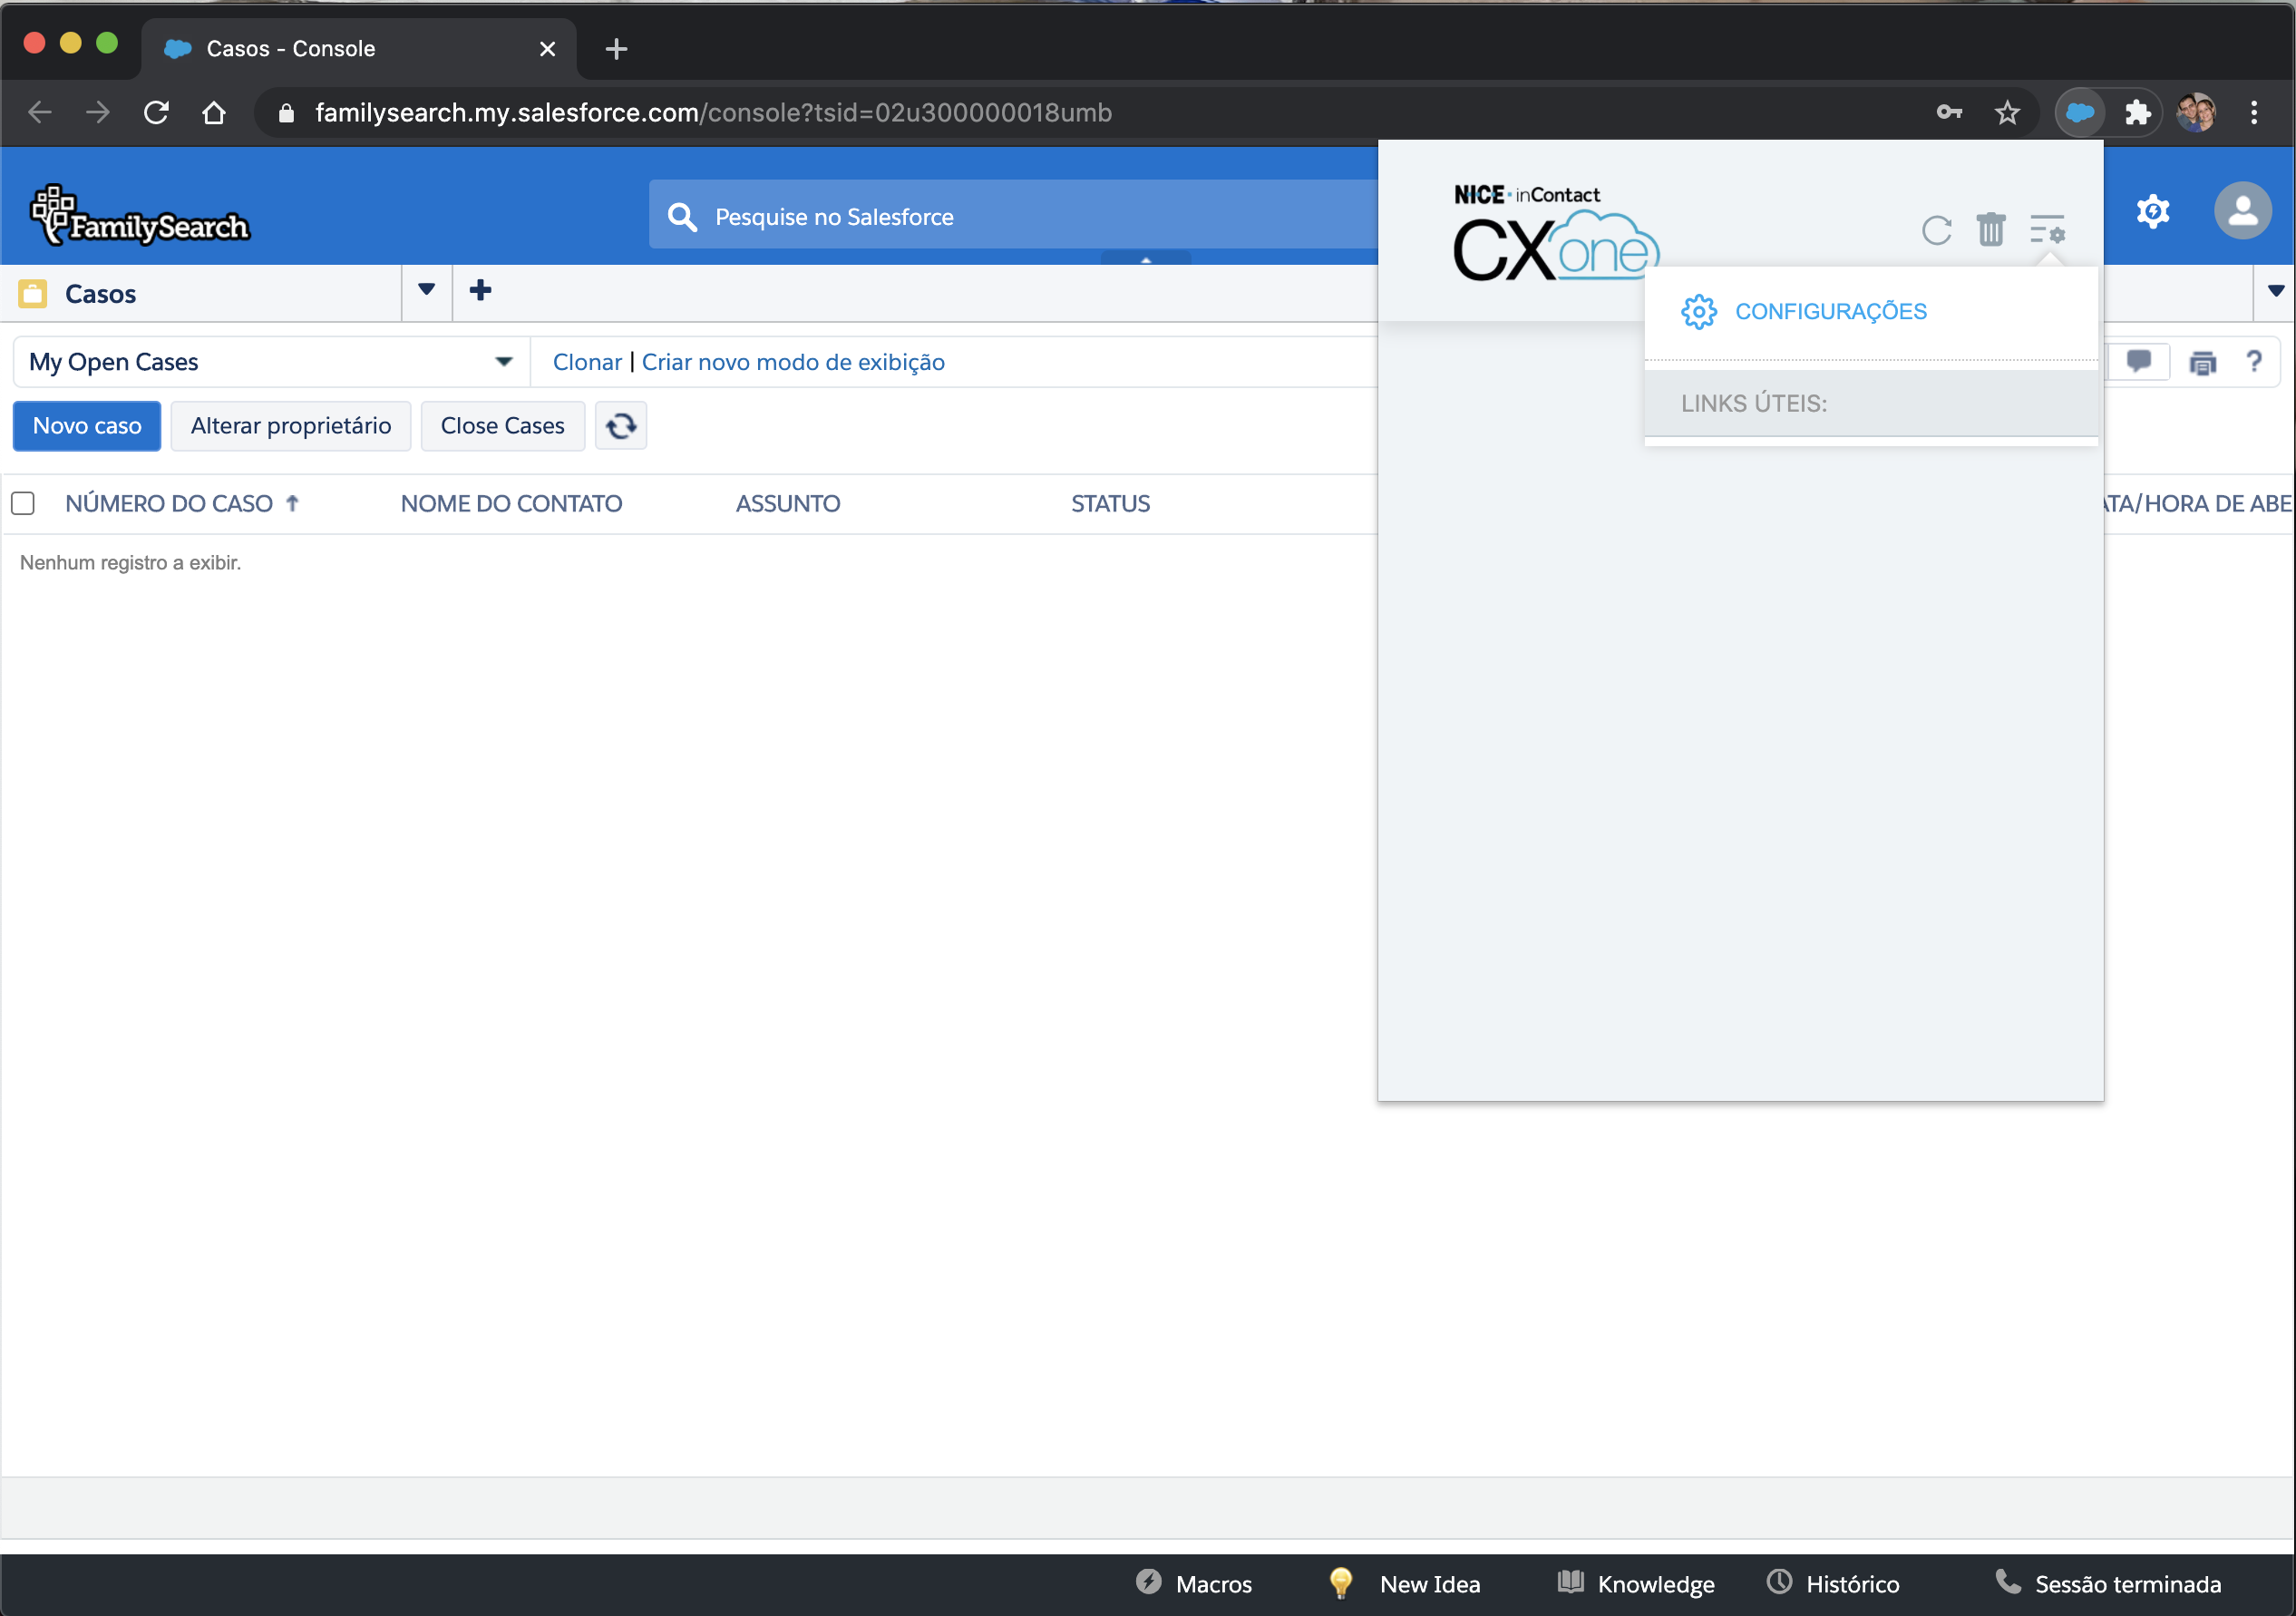 Casos - Console
familysearch.my.salesforce.com/console?tsid=02u300000018umb
FamilySearch
Pesquise no Salesforce
NICE inContact
CXone
Casos
CONFIGURAÇÕES
My Open Cases
Clonar | Criar novo modo de exibição
?
LINKS ÚTEIS:
Novo caso
Alterar proprietário
Close Cases
NÚMERO DO CASO
NOME DO CONTATO
ASSUNTO
STATUS
ATA/HORA DE ABE
Nenhum registro a exibir.
Macros
New Idea
Knowledge
Histórico
Sessão terminada